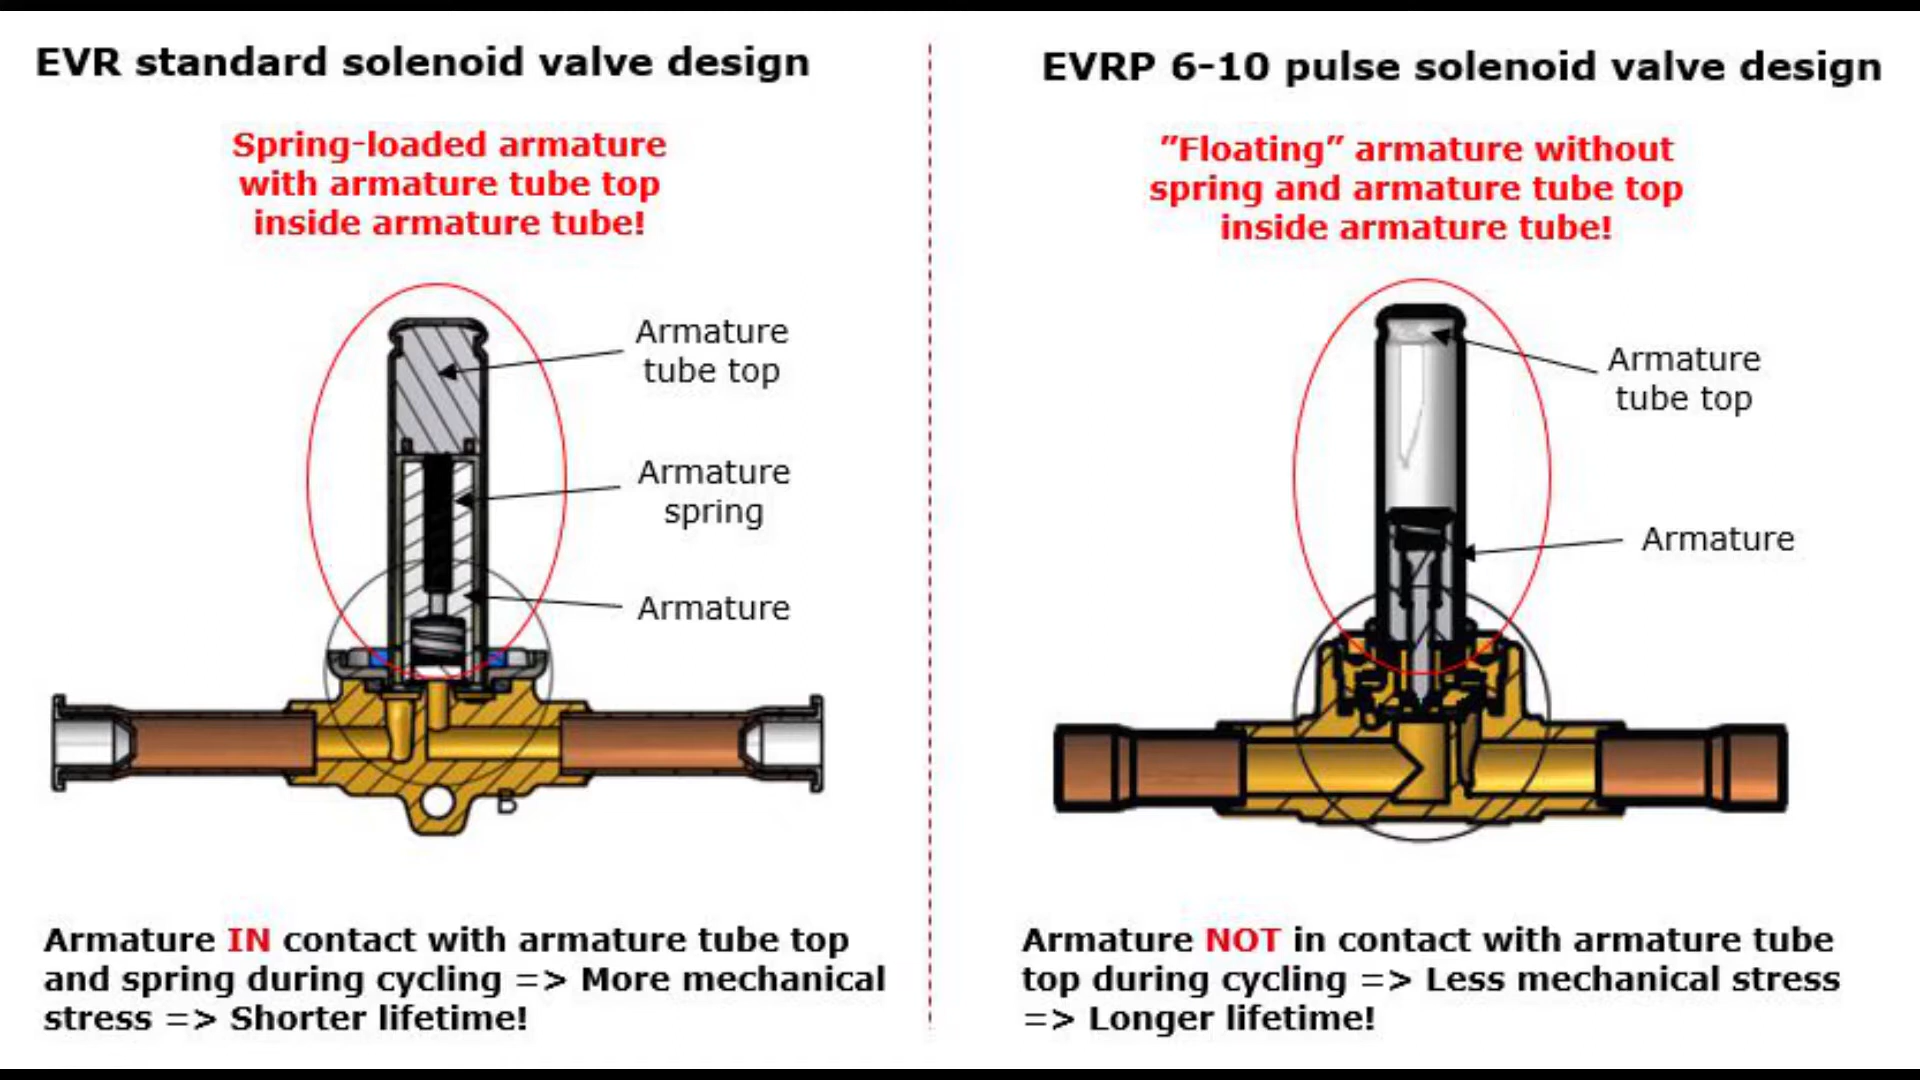 EVR standard solenoid valve design
Spring-loaded armature
with armature tube top
inside armature tube!
Armature
tube top
Armature
spring
Armature
B
Armature IN contact with armature tube top
and spring during cycling => More mechanical
stress => Shorter lifetime!
EVRP 6-10 pulse solenoid valve design
”Floating” armature without
spring and armature tube top
inside armature tube!
Armature
tube top
Armature
Armature NOT in contact with armature tube
top during cycling => Less mechanical stress
=> Longer lifetime!